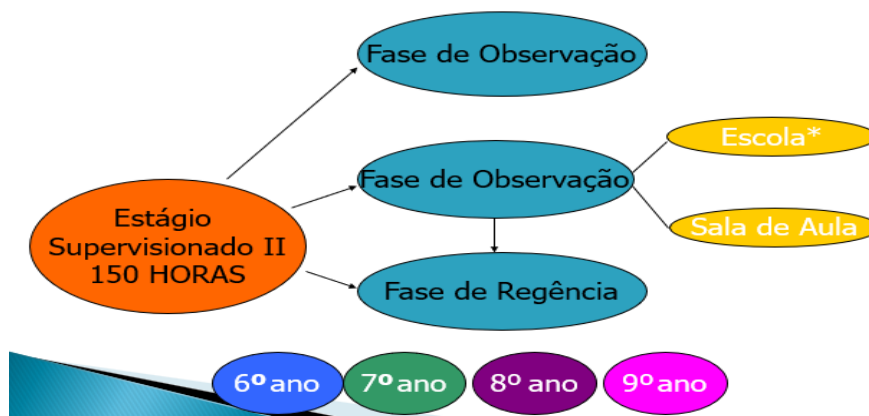 Fase de Observação
Escola*
Fase de Observação
Estágio
Supervisionado II
150 HORAS
Sala de Aula
Fase de Regência
6º ano
7º ano
8º ano
9º ano